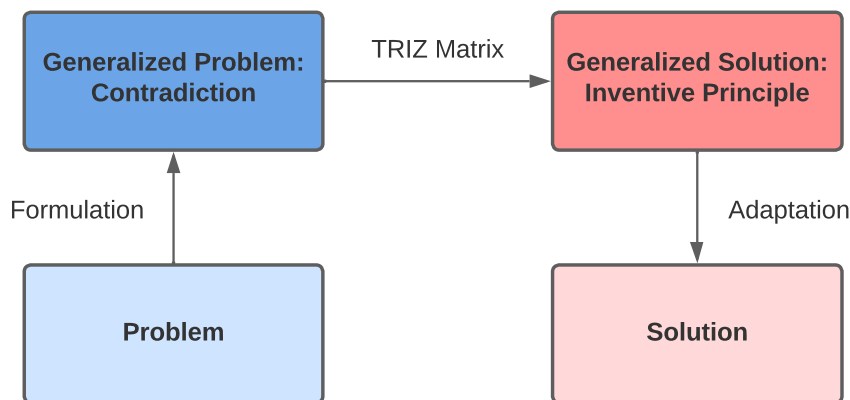 Generalized Problem:
Contradiction
TRIZ Matrix
Generalized Solution:
Inventive Principle
Formulation
Adaptation
Problem
Solution